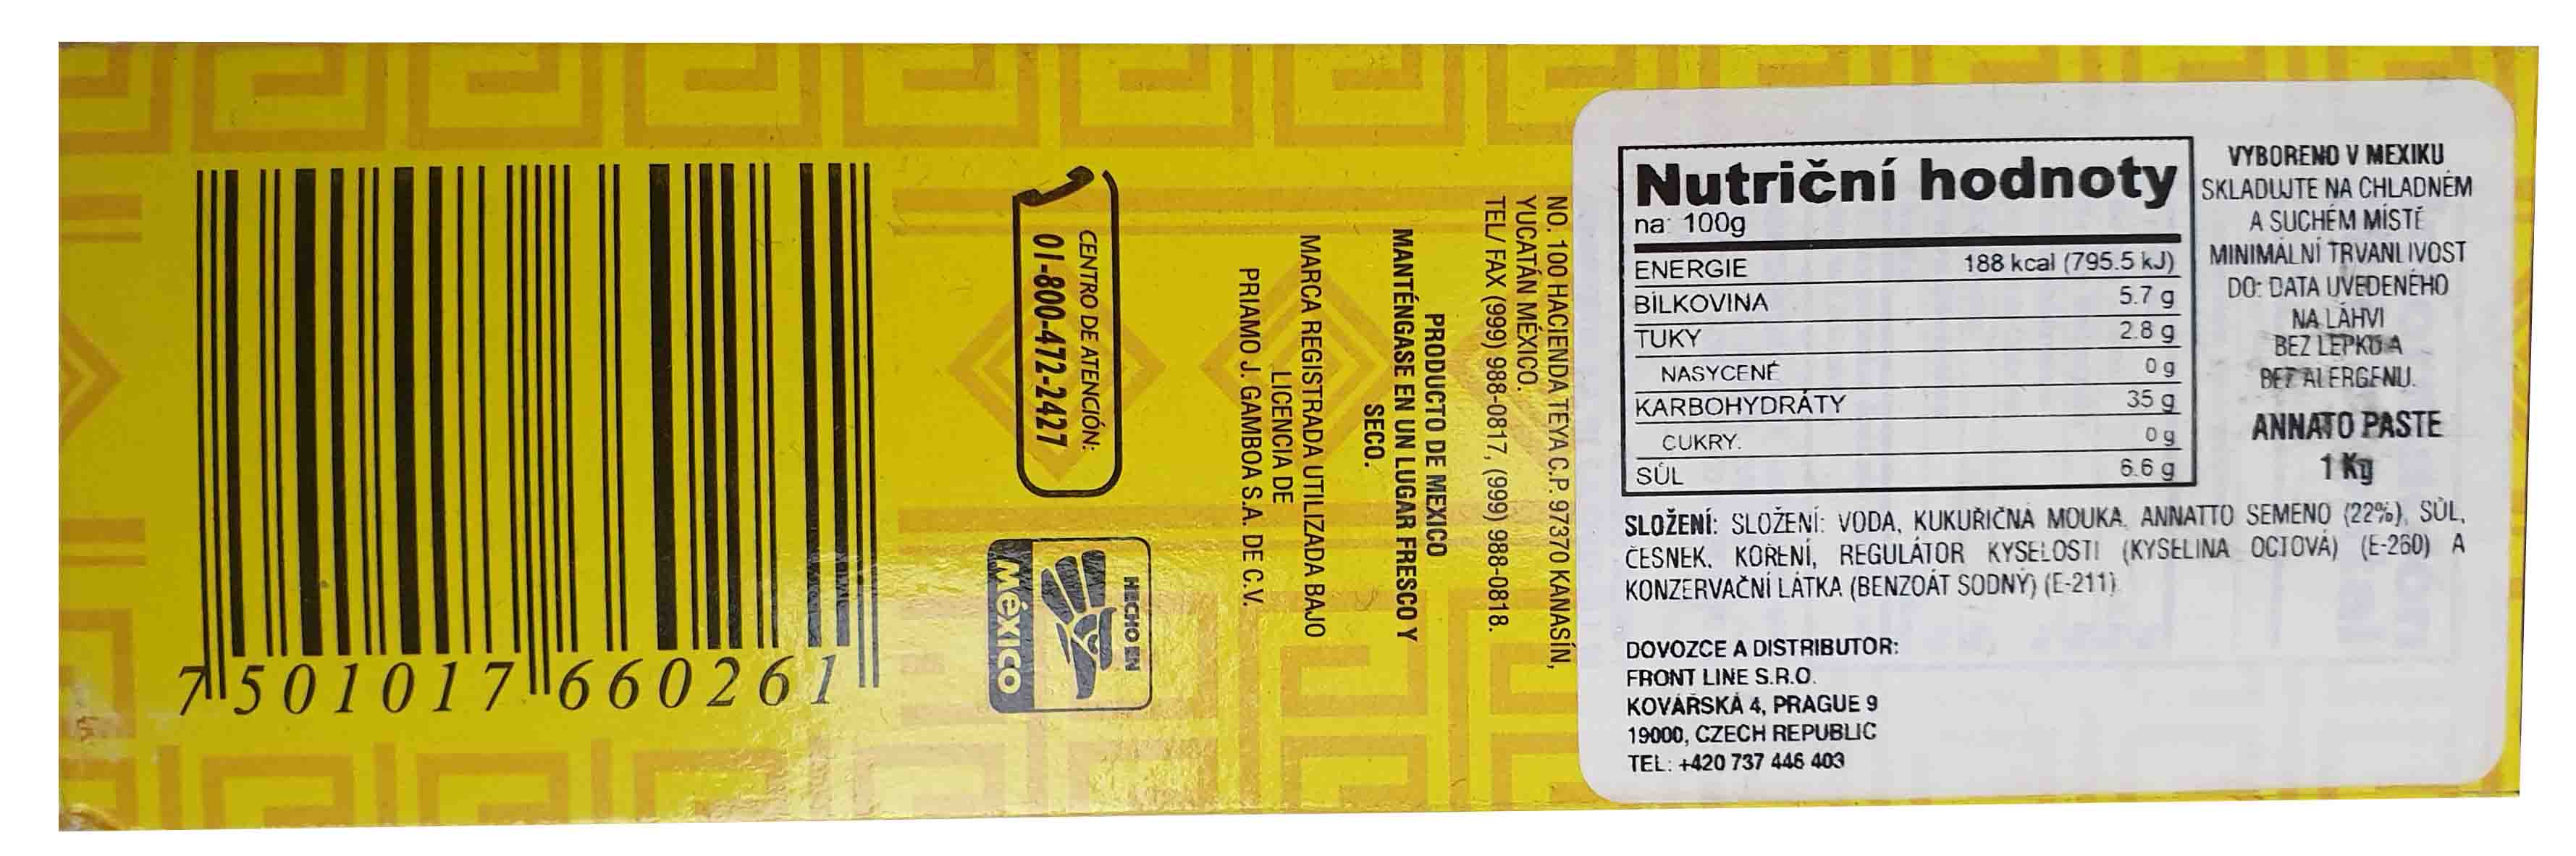 7 501017 660261
HECHO EN
MéXICO
CENTRO DE ATENCIÓN:
01-800-472-2427
NO. 100 HACIENDA TEYA C.P. 97370 KANASÍN,
YUCATÁN MÉXICO.
TEL/ FAX (999) 988-0817, (999) 988-0818.
PRODUCTO DE MEXICO
MANTÉNGASE EN UN LUGAR FRESCO Y
SECO.
MARCA REGISTRADA UTILIZADA BAJO
LICENCIA DE
PRIAMO J. GAMBOA S.A. DE C.V.
Nutriční hodnoty
na: 100g
ENERGIE 188 kcal (795.5 kJ)
BÍLKOVINA 5.7 g
TUKY 2.8 g
NASYCENÉ 0 g
KARBOHYDRÁTY 35 g
CUKRY. 0 g
SŮL 6.6 g
VYBORENO V MEXIKU
SKLADUJTE NA CHLADNÉM
A SUCHÉM MÍSTĚ
MINIMÁLNÍ TRVANLIVOST
DO: DATA UVEDENÉHO
NA LÁHVI
BEZ LEPKU A
BEZ ALERGENU.
ANNATO PASTE
1 Kg
SLOŽENÍ: SLOŽENÍ: VODA, KUKUŘIČNÁ MOUKA, ANNATTO SEMENO (22%), SŮL,
ČESNEK, KOŘENÍ, REGULÁTOR KYSELOSTI (KYSELINA OCTOVÁ) (E-260) A
KONZERVAČNÍ LÁTKA (BENZOÁT SODNÝ) (E-211)
DOVOZCE A DISTRIBUTOR:
FRONT LINE S.R.O.
KOVÁŘSKÁ 4, PRAGUE 9
19000, CZECH REPUBLIC
TEL: +420 737 446 403